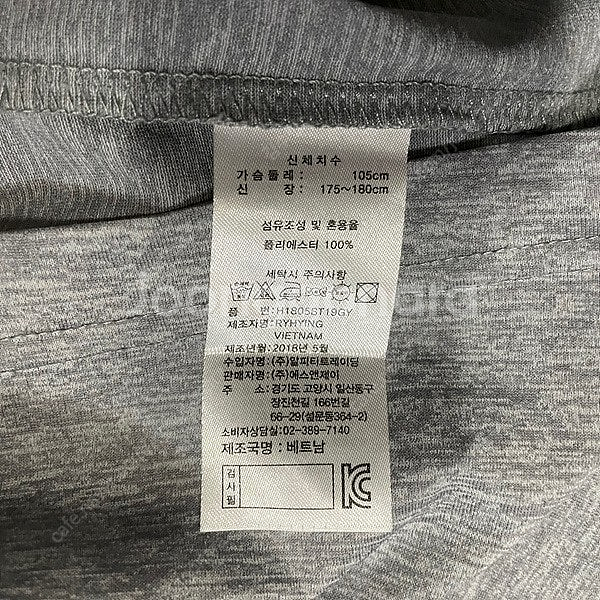 신체치수
가슴둘레 : 105cm
신 장 : 175~180cm
섬유조성 및 혼용율
폴리에스터 100%
세탁시 주의사항
품 번:H1805BT19GY
제조자명:RYHYING
VIETNAM
제조년월:2018년 5월
수입자명:(주)알피타트레이딩
판매자명:(주)에스앤제이
주 소:경기도 고양시 일산동구
장진천길 166번길
66-29(설문동364-2)
소비자상담실:02-389-7140
제조국명:베트남
검사필